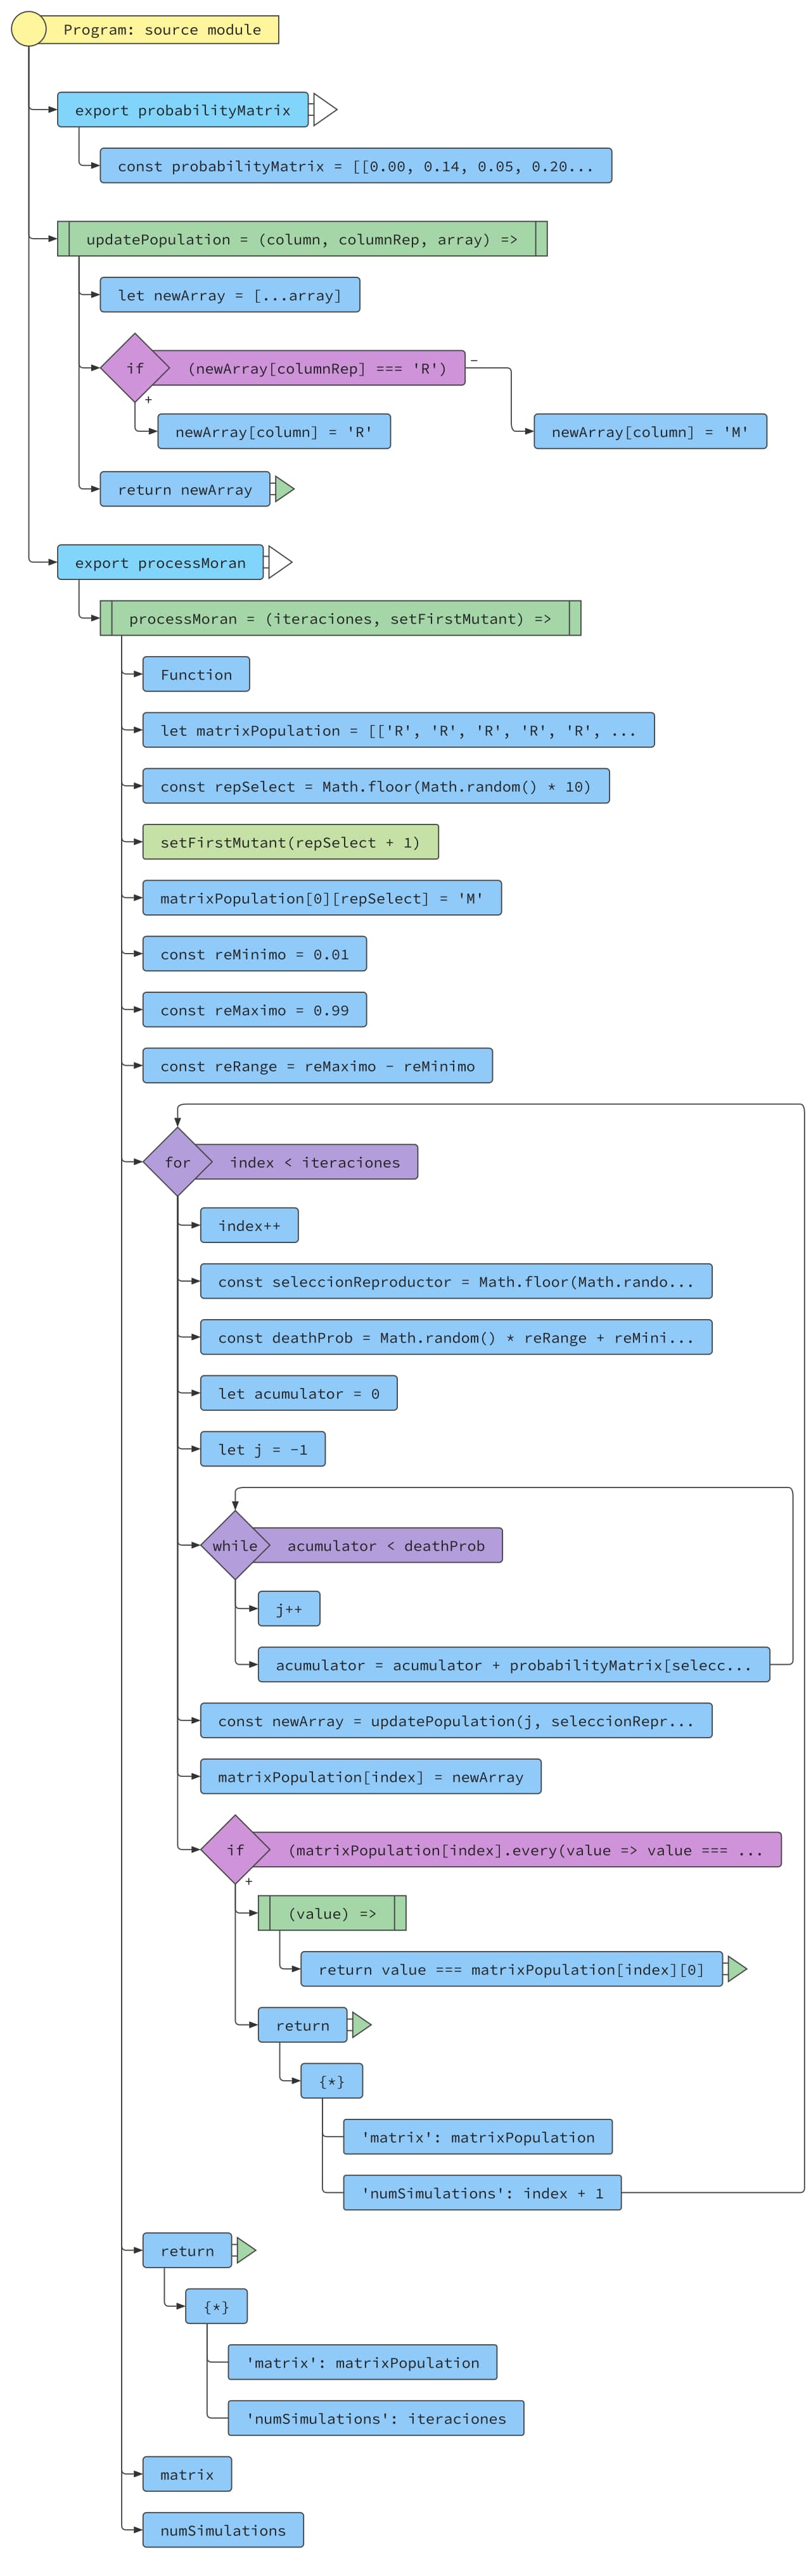 Program: source module
export probabilityMatrix
const probabilityMatrix = [[0.00, 0.14, 0.05, 0.20...
updatePopulation = (column, columnRep, array) =>
let newArray = [...array]
if (newArray[columnRep] === 'R') -
+
newArray[column] = 'R' newArray[column] = 'M'
return newArray
export processMoran
processMoran = (iteraciones, setFirstMutant) =>
Function
let matrixPopulation = [['R', 'R', 'R', 'R', 'R', ...
const repSelect = Math.floor(Math.random() * 10)
setFirstMutant(repSelect + 1)
matrixPopulation[0][repSelect] = 'M'
const reMinimo = 0.01
const reMaximo = 0.99
const reRange = reMaximo - reMinimo
for index < iteraciones
index++
const seleccionReproductor = Math.floor(Math.rando...
const deathProb = Math.random() * reRange + reMini...
let acumulator = 0
let j = -1
while acumulator < deathProb
j++
acumulator = acumulator + probabilityMatrix[selecc...
const newArray = updatePopulation(j, seleccionRepr...
matrixPopulation[index] = newArray
if (matrixPopulation[index].every(value => value === ...
+
(value) =>
return value === matrixPopulation[index][0]
return
{*}
'matrix': matrixPopulation
'numSimulations': index + 1
return
{*}
'matrix': matrixPopulation
'numSimulations': iteraciones
matrix
numSimulations